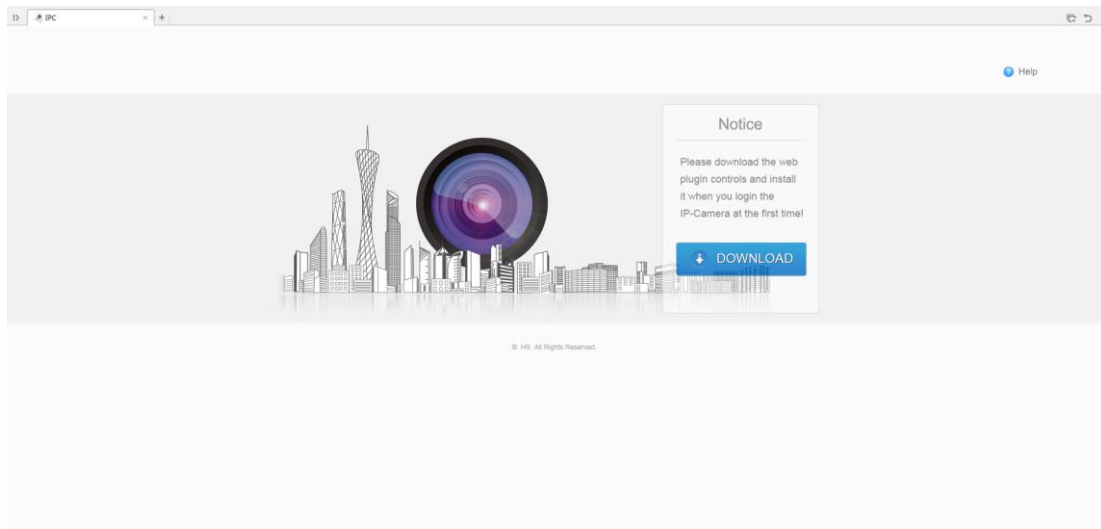 IPC
Help
Notice
Please download the web
plugin controls and install
it when you login the
IP-Camera at the first time!
DOWNLOAD
© HS All Rights Reserved.